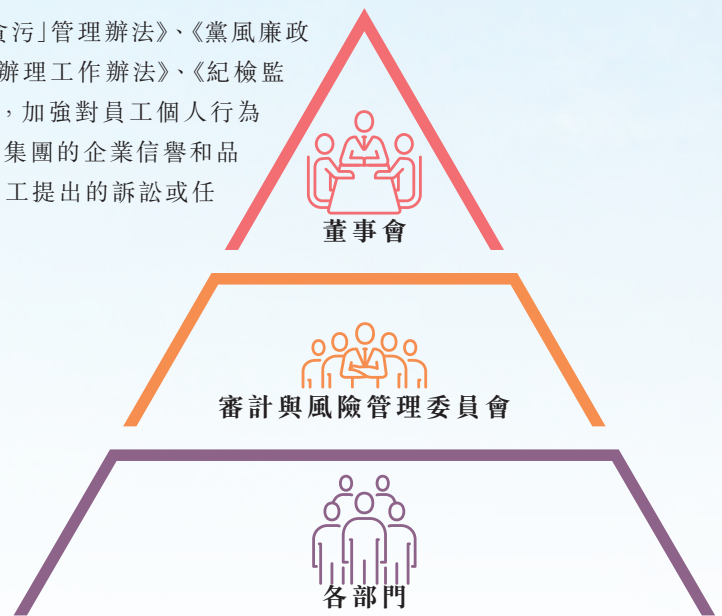 貪污」管理辦法》、《黨風廉政
辦理工作辦法》、《紀檢監
，加強對員工個人行為
集團的企業信譽和品
工提出的訴訟或任
董事會
審計與風險管理委員會
各部門